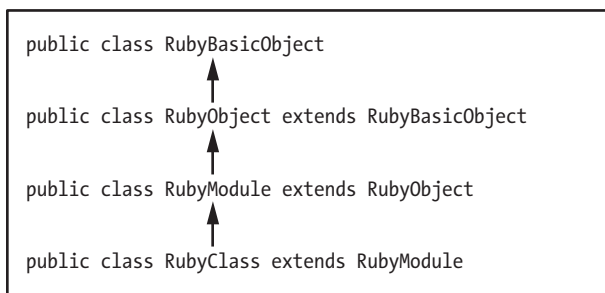 public class RubyBasicObject
public class RubyObject extends RubyBasicObject
public class RubyModule extends RubyObject
public class RubyClass extends RubyModule